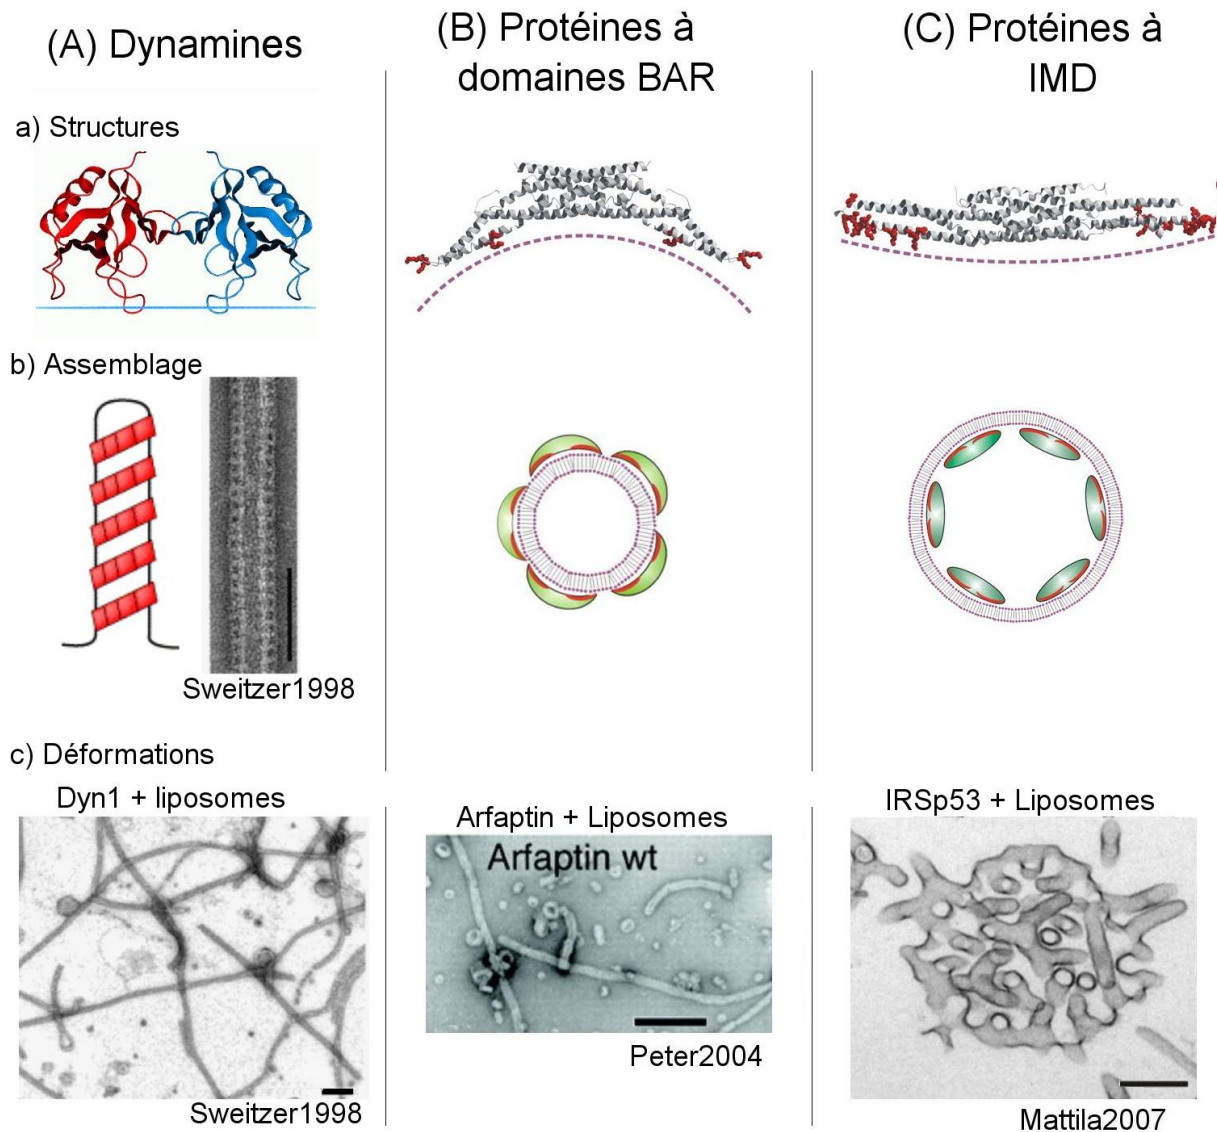 (A) Dynamines
(B) Protéines à
domaines BAR
(C) Protéines à
IMD
a) Structures
b) Assemblage
Sweitzer1998
c) Déformations
Dyn1 + liposomes
Arfaptin + Liposomes
IRSp53 + Liposomes
Arfaptin wt
Sweitzer1998
Peter2004
Mattila2007